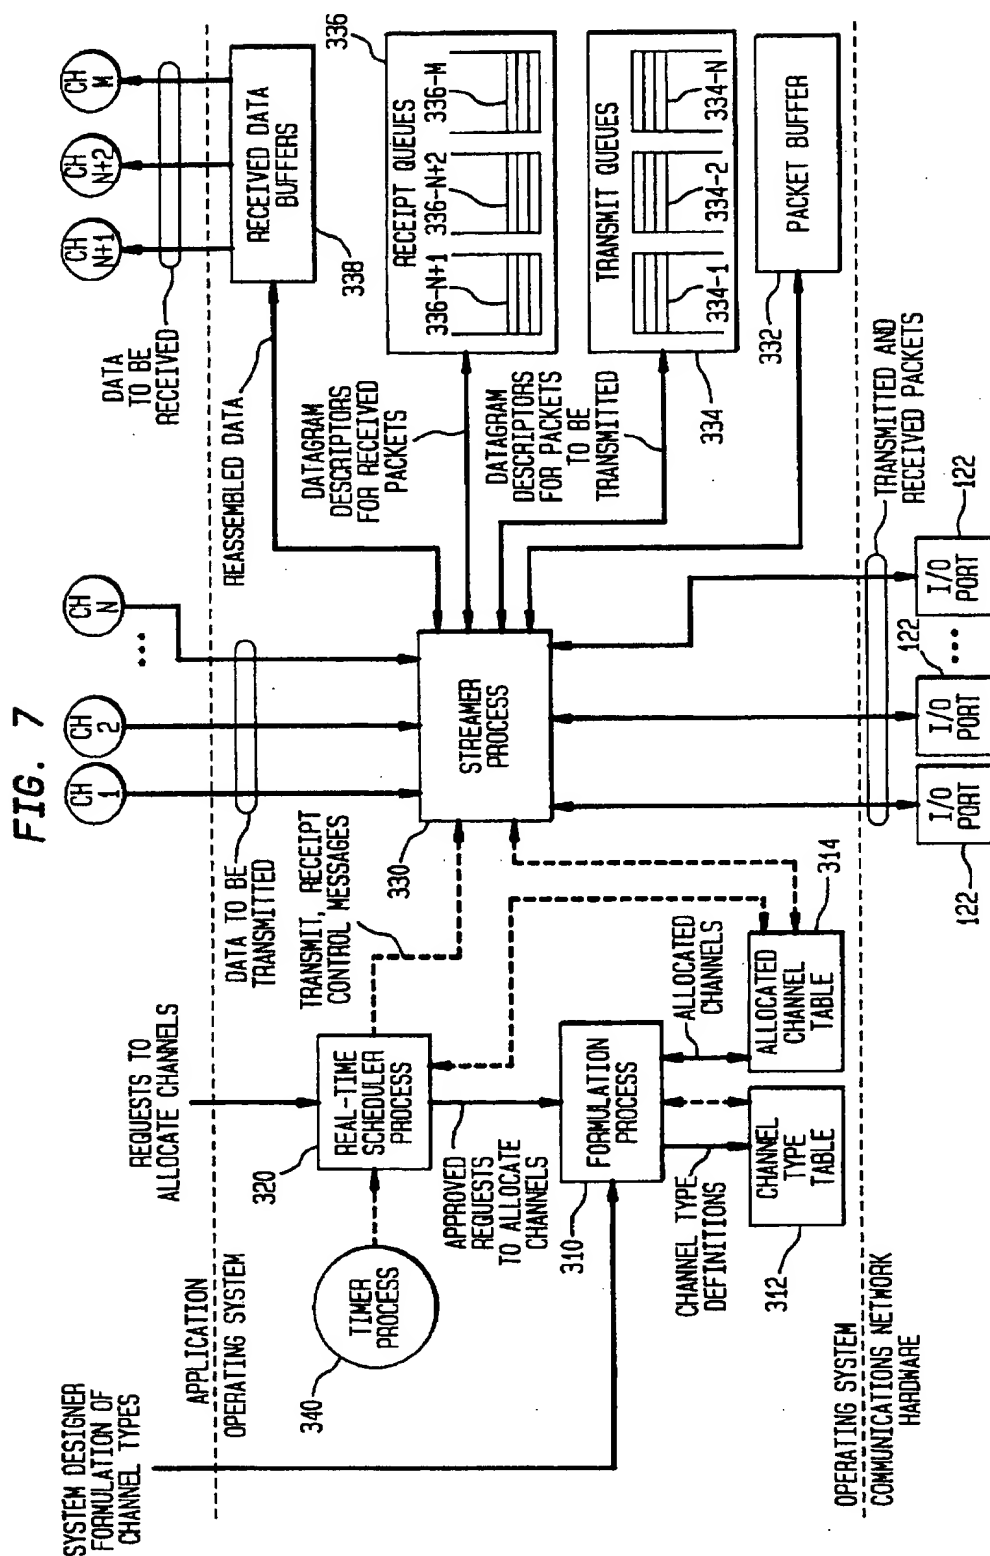 FIG. 7
SYSTEM DESIGNER
FORMULATION OF
CHANNEL TYPES
REQUESTS TO
ALLOCATE CHANNELS
DATA TO BE
TRANSMITTED
CH
1
CH
2
...
CH
N
DATA
TO BE
RECEIVED
CH
N+1
CH
N+2
CH
M
APPLICATION
OPERATING SYSTEM
340
TIMER
PROCESS
320
REAL-TIME
SCHEDULER
PROCESS
TRANSMIT, RECEIPT
CONTROL MESSAGES
APPROVED
REQUESTS
TO ALLOCATE
CHANNELS
310
FORMULATION
PROCESS
CHANNEL TYPE
DEFINITIONS
ALLOCATED
CHANNELS
312
CHANNEL
TYPE
TABLE
ALLOCATED
CHANNEL
TABLE
314
330
STREAMER
PROCESS
REASSEMBLED DATA
RECEIVED DATA
BUFFERS
338
DATAGRAM
DESCRIPTORS
FOR RECEIVED
PACKETS
336
RECEIPT QUEUES
336-N+1
336-N+2
336-M
DATAGRAM
DESCRIPTORS
FOR PACKETS
TO BE
TRANSMITTED
334
TRANSMIT QUEUES
334-1
334-2
334-N
332
PACKET BUFFER
OPERATING SYSTEM
COMMUNICATIONS NETWORK
HARDWARE
TRANSMITTED AND
RECEIVED PACKETS
122
I/O
PORT
122
I/O
PORT
...
122
I/O
PORT